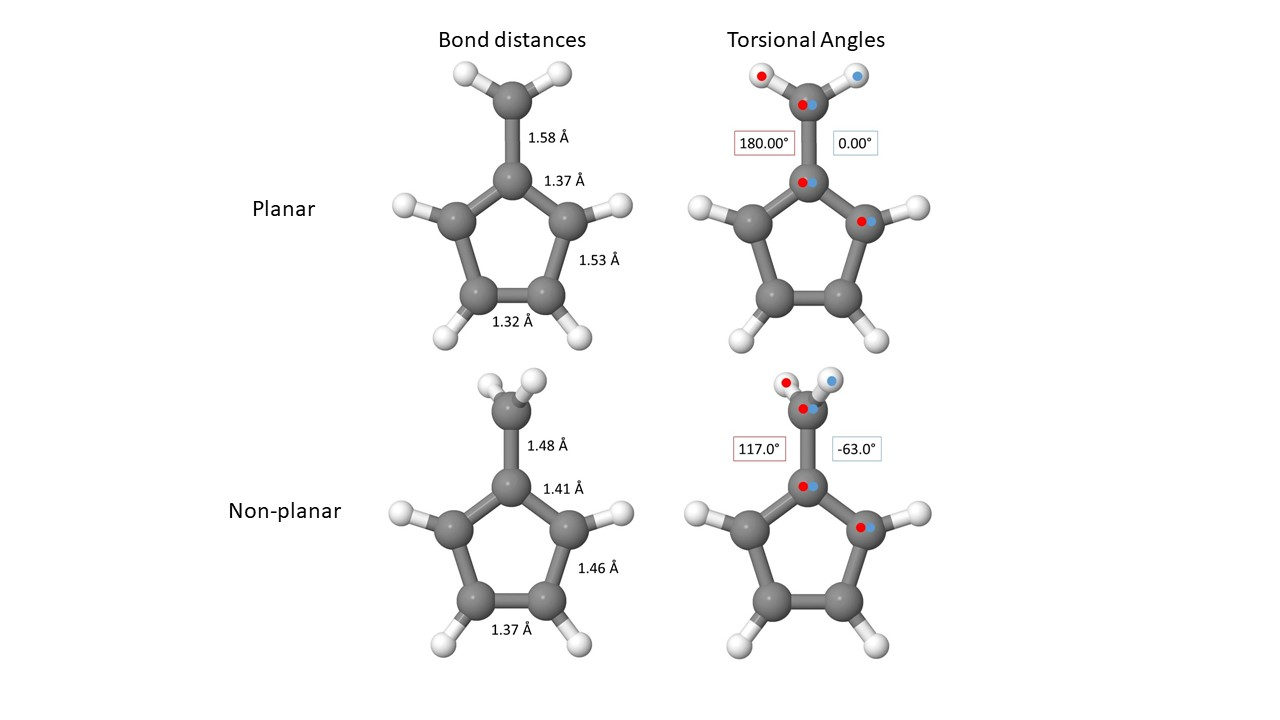 Bond distances
Torsional Angles
Planar
1.58 Å
1.37 Å
1.53 Å
1.32 Å
180.00°
0.00°
Non-planar
1.48 Å
1.41 Å
1.46 Å
1.37 Å
117.0°
-63.0°